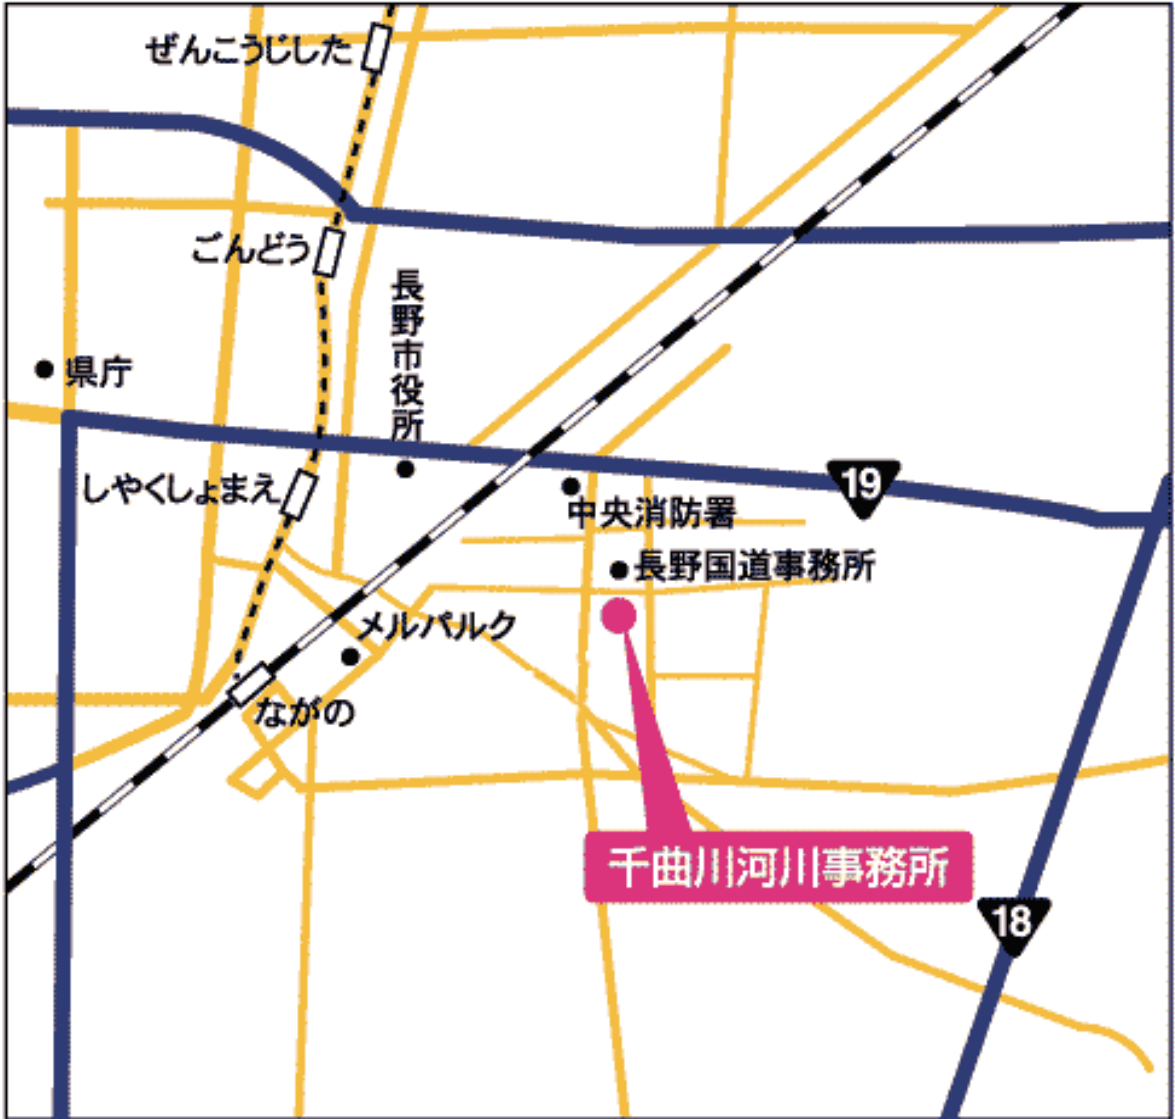 ぜんこうじした
ごんどう
長野市役所
県庁
しやくしょまえ
19
中央消防署
長野国道事務所
メルパルク
ながの
千曲川河川事務所
18